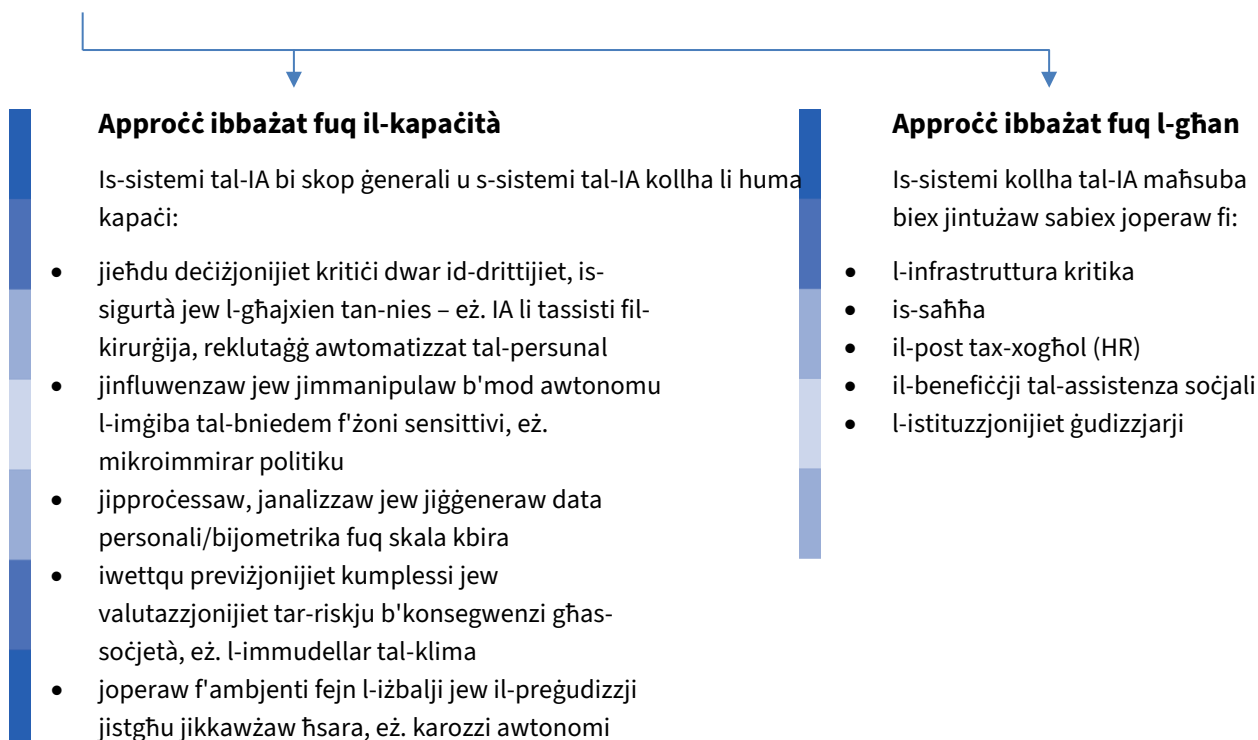 Approċċ ibbażat fuq il-kapaċità
Is-sistemi tal-IA bi skop ġenerali u s-sistemi tal-IA kollha li huma
kapaċi:
• jieħdu deċiżjonijiet kritiċi dwar id-drittijiet, is-
sigurtà jew l-għajxien tan-nies – eż. IA li tassisti fil-
kirurġija, reklutaġġ awtomatizzat tal-persunal
• jinfluwenzaw jew jimmanipulaw b'mod awtonomu
l-imġiba tal-bniedem f'żoni sensittivi, eż.
mikroimmirar politiku
• jipproċessaw, janalizzaw jew jiġġeneraw data
personali/bijometrika fuq skala kbira
• iwettqu previżjonijiet kumplessi jew
valutazzjonijiet tar-riskju b'konsegwenzi għas-
soċjetà, eż. l-immudellar tal-klima
• joperaw f'ambjenti fejn l-iżbalji jew il-preġudizzji
jistgħu jikkawżaw ħsara, eż. karozzi awtonomi
Approċċ ibbażat fuq l-għan
Is-sistemi kollha tal-IA maħsuba
biex jintużaw sabiex joperaw fi:
• l-infrastruttura kritika
• is-saħħa
• il-post tax-xogħol (HR)
• il-benefiċċji tal-assistenza soċjali
• l-istituzzjonijiet ġudizzjarji